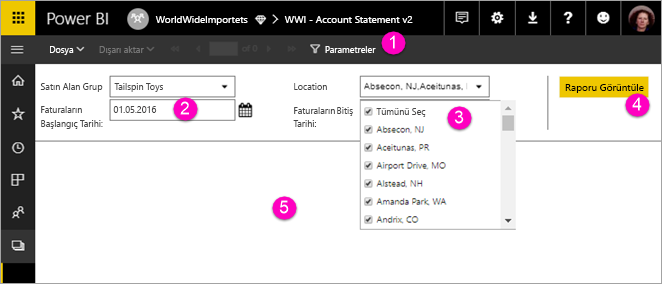 Power BI WorldWideImportets > WWI - Account Statement v2
Dosya Dışarı aktar of 0 Parametreler 1
Satın Alan Grup Tailspin Toys Location Absecon, NJ,Aceitunas, Raporu Görüntüle
Faturaların Başlangıç Tarihi: 01.05.2016 2 Faturaların Bitiş Tarihi:
Tümünü Seç 3
4
Absecon, NJ
Aceitunas, PR
Airport Drive, MO
Alstead, NH
Amanda Park, WA
5
Andrix, CO